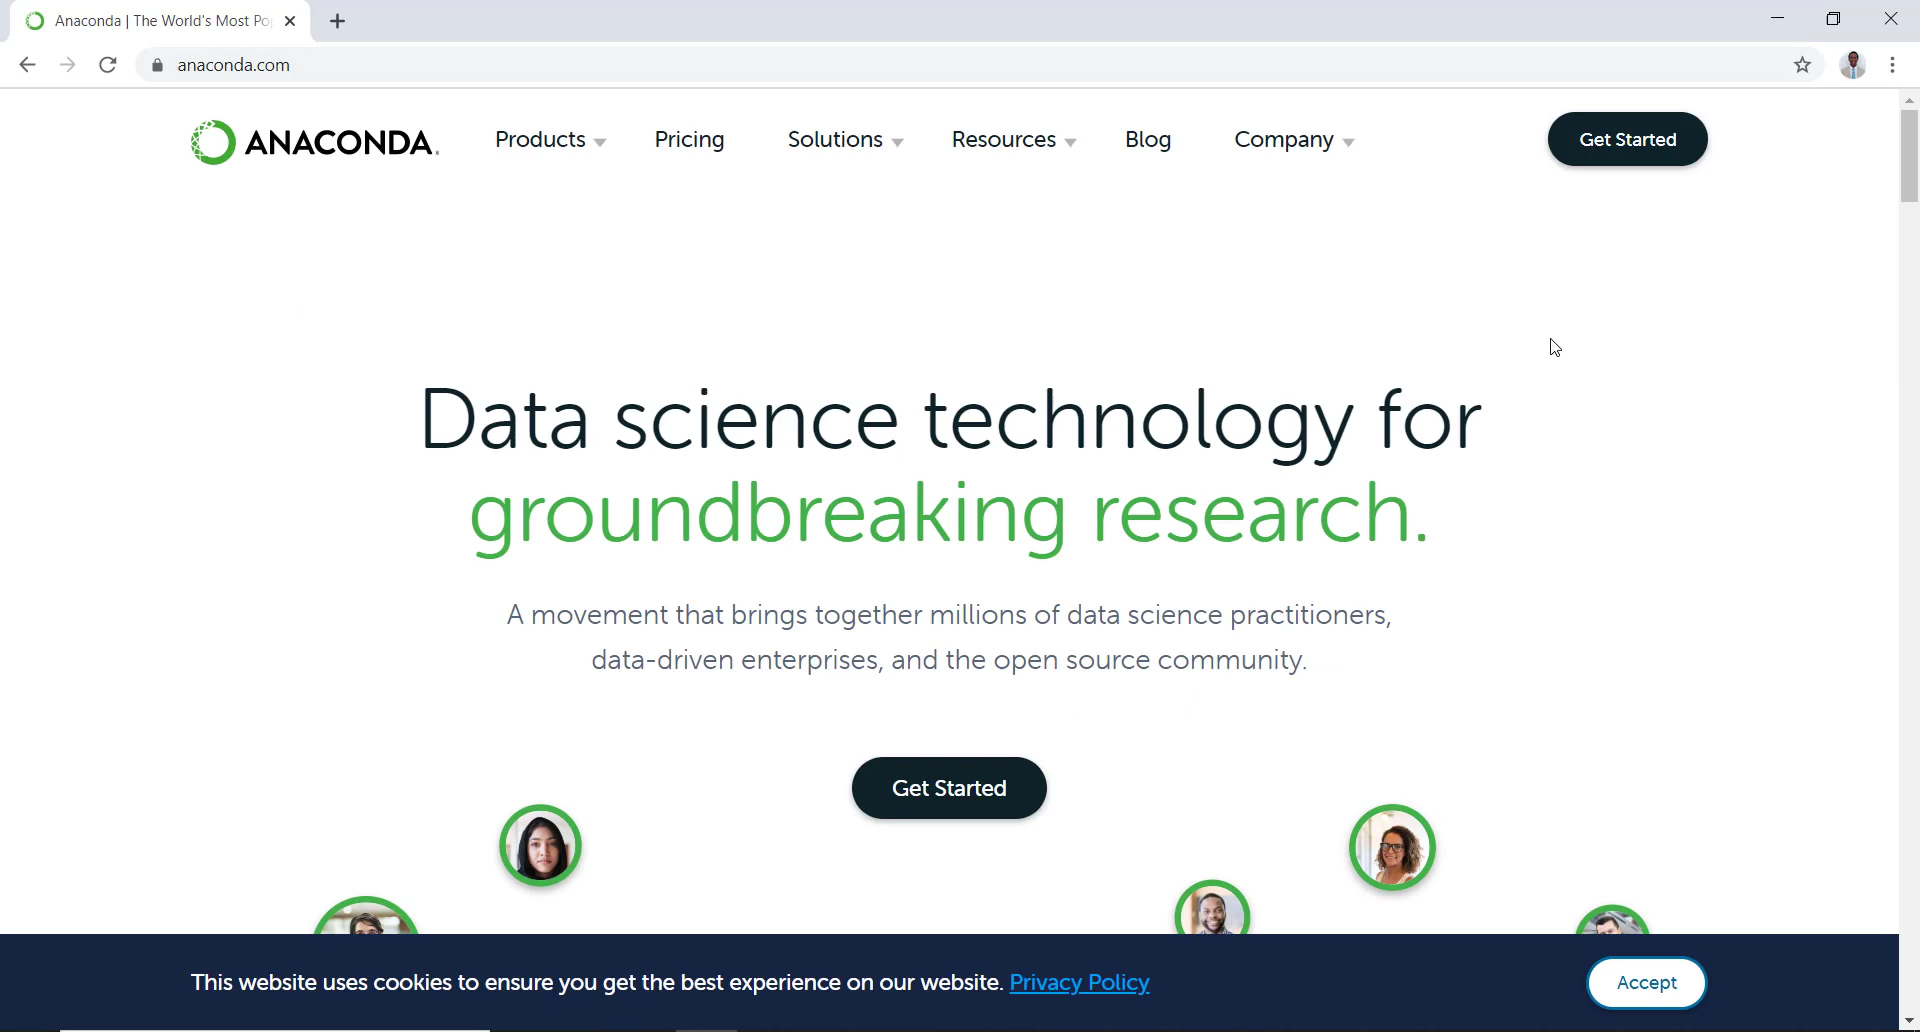 Anaconda | The World's Most Po
anaconda.com
ANACONDA.
Products
Pricing
Solutions
Resources
Blog
Company
Get Started
Data science technology for
groundbreaking research.
A movement that brings together millions of data science practitioners,
data-driven enterprises, and the open source community.
Get Started
This website uses cookies to ensure you get the best experience on our website. Privacy Policy
Accept